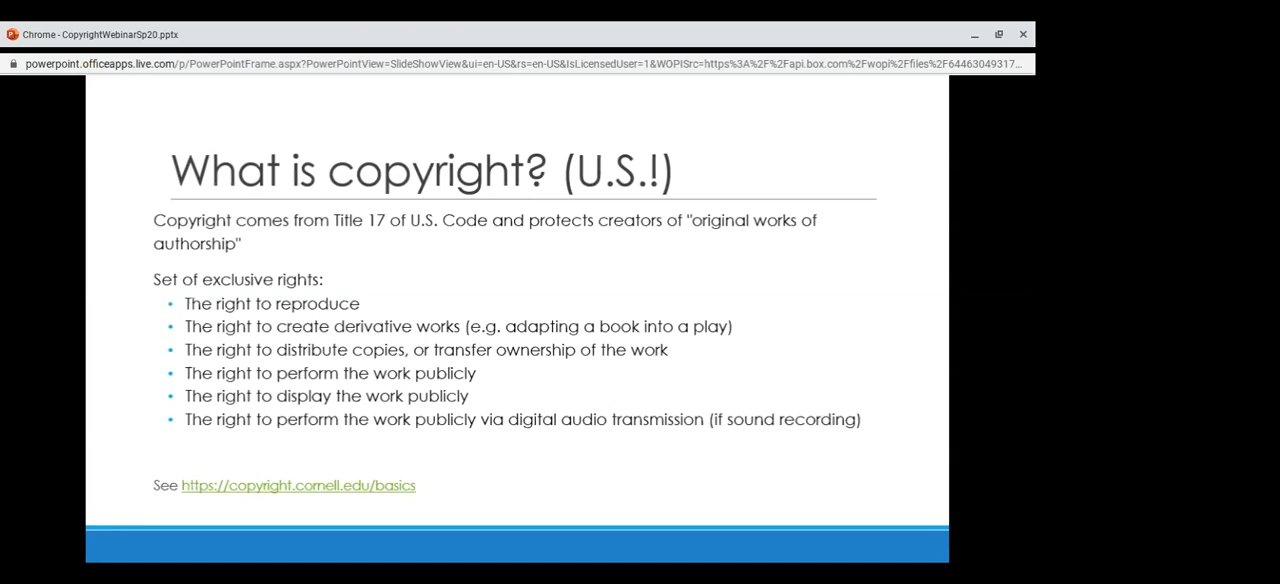 Chrome - CopyrightWebinarSp20.pptx
powerpoint.officeapps.live.com/p/PowerPointFrame.aspx?PowerPointView=SlideShowView&ui=en-US&rs=en-US&IsLicensedUser=1&WOPISrc=https%3A%2F%2Fapi.box.com%2Fwopi%2Ffiles%2F64463049317...
What is copyright? (U.S.!)
Copyright comes from Title 17 of U.S. Code and protects creators of "original works of
authorship"
Set of exclusive rights:
• The right to reproduce
• The right to create derivative works (e.g. adapting a book into a play)
• The right to distribute copies, or transfer ownership of the work
• The right to perform the work publicly
• The right to display the work publicly
• The right to perform the work publicly via digital audio transmission (if sound recording)
See https://copyright.cornell.edu/basics